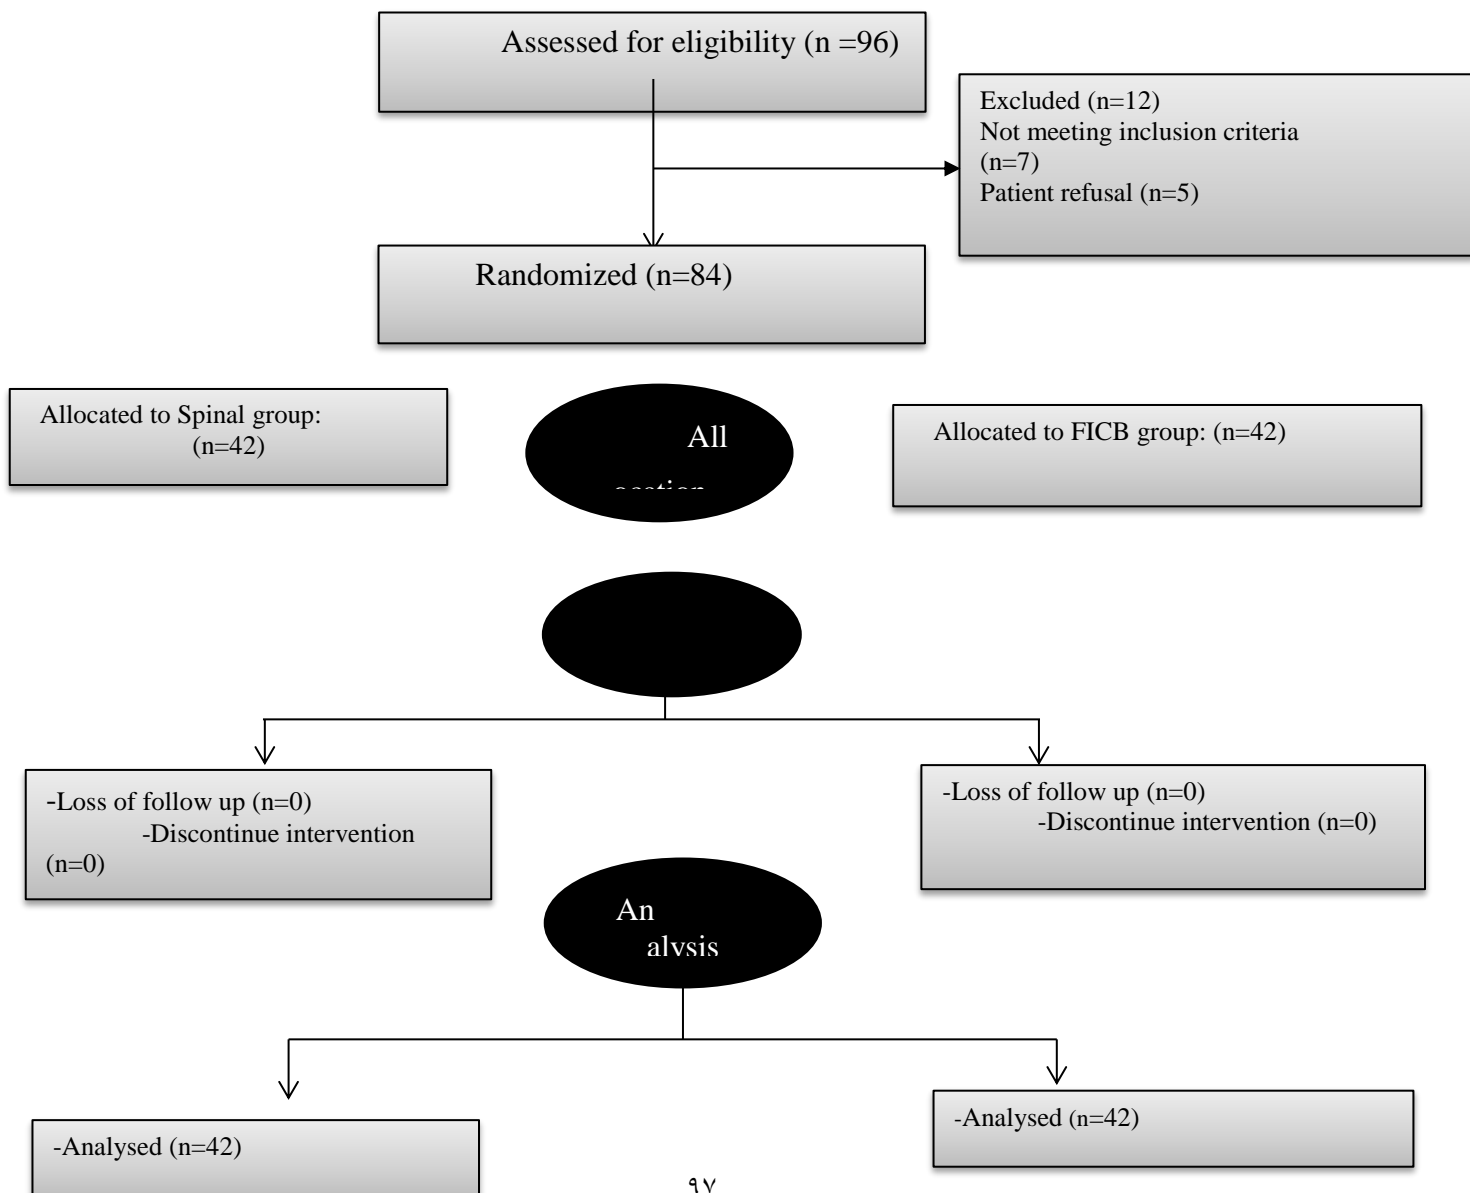 Assessed for eligibility (n =96)
Excluded (n=12)
Not meeting inclusion criteria
(n=7)
Patient refusal (n=5)
Randomized (n=84)
Allocated to Spinal group:
(n=42)
All
ocation
Allocated to FICB group: (n=42)
-Loss of follow up (n=0)
-Discontinue intervention
(n=0)
-Loss of follow up (n=0)
-Discontinue intervention (n=0)
An
alysis
-Analysed (n=42)
-Analysed (n=42)
٩٧